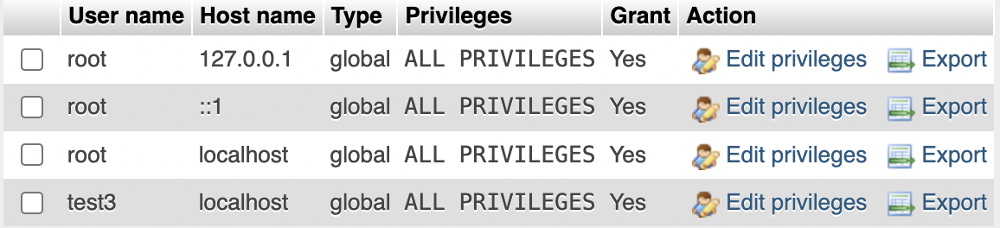 User name Host name Type Privileges Grant Action
root 127.0.0.1 global ALL PRIVILEGES Yes Edit privileges Export
root ::1 global ALL PRIVILEGES Yes Edit privileges Export
root localhost global ALL PRIVILEGES Yes Edit privileges Export
test3 localhost global ALL PRIVILEGES Yes Edit privileges Export